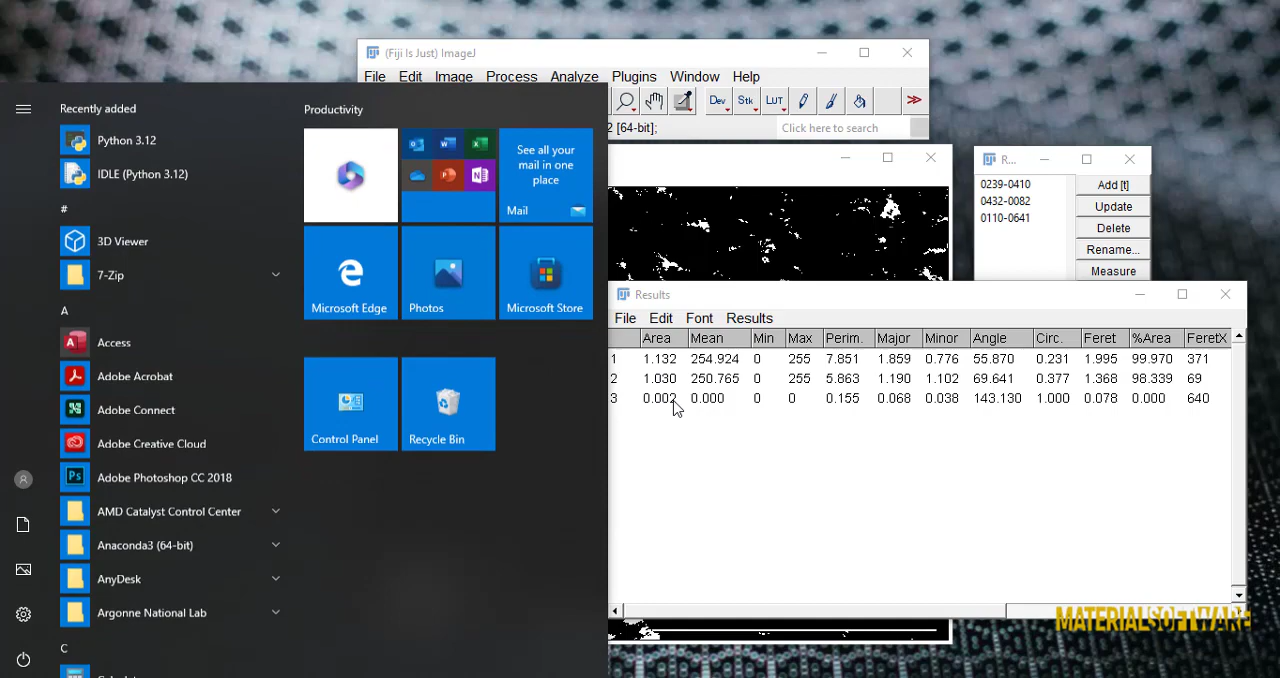 (Fiji Is Just) ImageJ
File Edit Image Process Analyze Plugins Window Help
Dev Stk LUT >>
2 [64-bit];
Click here to search
Recently added
Python 3.12
IDLE (Python 3.12)
#
3D Viewer
7-Zip
A
Access
Adobe Acrobat
Adobe Connect
Adobe Creative Cloud
Adobe Photoshop CC 2018
AMD Catalyst Control Center
Anaconda3 (64-bit)
AnyDesk
Argonne National Lab
C
Productivity
See all your
mail in one
place
Mail
Microsoft Edge
Photos
Microsoft Store
Control Panel
Recycle Bin
R...
0239-0410
0432-0082
0110-0641
Add [t]
Update
Delete
Rename...
Measure
Results
File Edit Font Results
Area Mean Min Max Perim. Major Minor Angle Circ. Feret %Area FeretX
1 1.132 254.924 0 255 7.851 1.859 0.776 55.870 0.231 1.995 99.970 371
2 1.030 250.765 0 255 5.863 1.190 1.102 69.641 0.377 1.368 98.339 69
3 0.002 0.000 0 0 0.155 0.068 0.038 143.130 1.000 0.078 0.000 640
MATERIALSOFTWARE